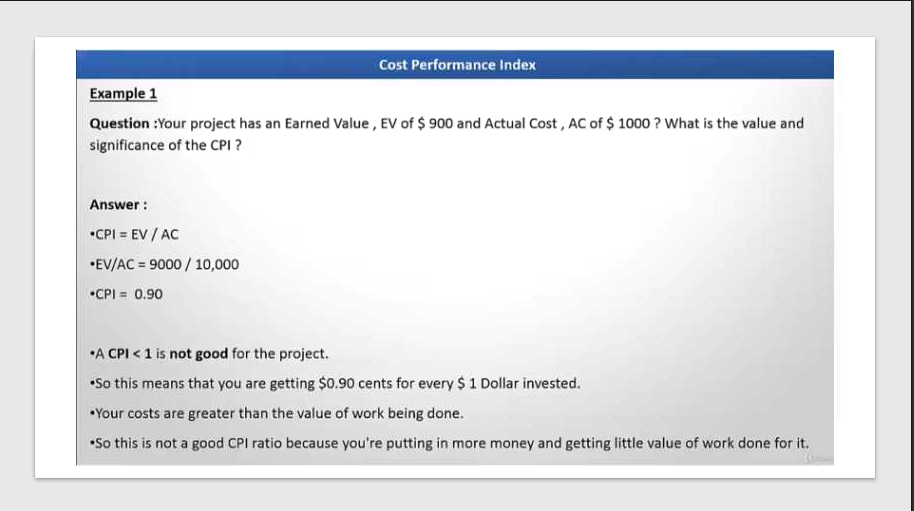 Cost Performance Index
Example 1
Question :Your project has an Earned Value , EV of $ 900 and Actual Cost , AC of $ 1000 ? What is the value and
significance of the CPI ?
Answer :
•CPI = EV / AC
•EV/AC = 9000 / 10,000
•CPI = 0.90
•A CPI < 1 is not good for the project.
•So this means that you are getting $0.90 cents for every $ 1 Dollar invested.
•Your costs are greater than the value of work being done.
•So this is not a good CPI ratio because you're putting in more money and getting little value of work done for it.